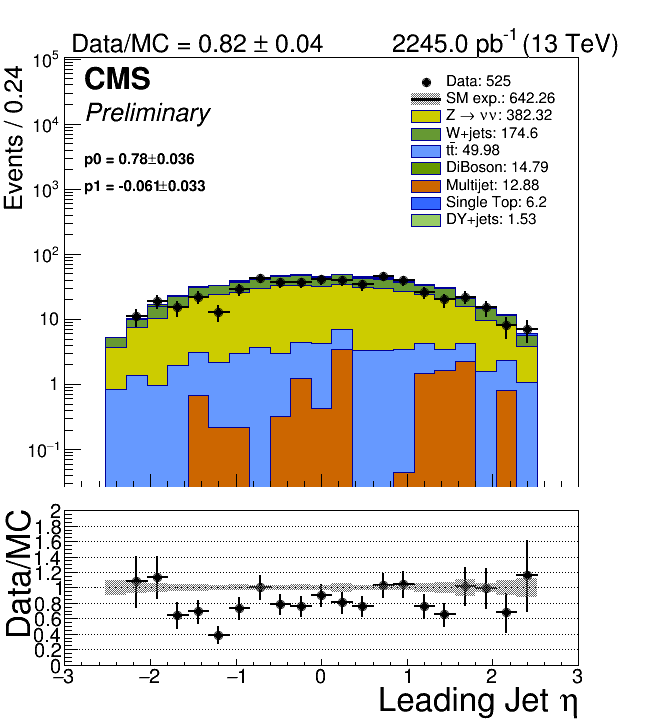 Data/MC = 0.82 ± 0.04 2245.0 pb⁻¹ (13 TeV)
Events / 0.24
10⁵
10⁴
10³
10²
10
1
10⁻¹
CMS
Preliminary
p0 = 0.78±0.036
p1 = -0.061±0.033
Data: 525
SM exp.: 642.26
Z → νν: 382.32
W+jets: 174.6
tt̄: 49.98
DiBoson: 14.79
Multijet: 12.88
Single Top: 6.2
DY+jets: 1.53
Data/MC
2
1.8
1.6
1.4
1.2
1
0.8
0.6
0.4
0.2
0
−3 −2 −1 0 1 2 3
Leading Jet η